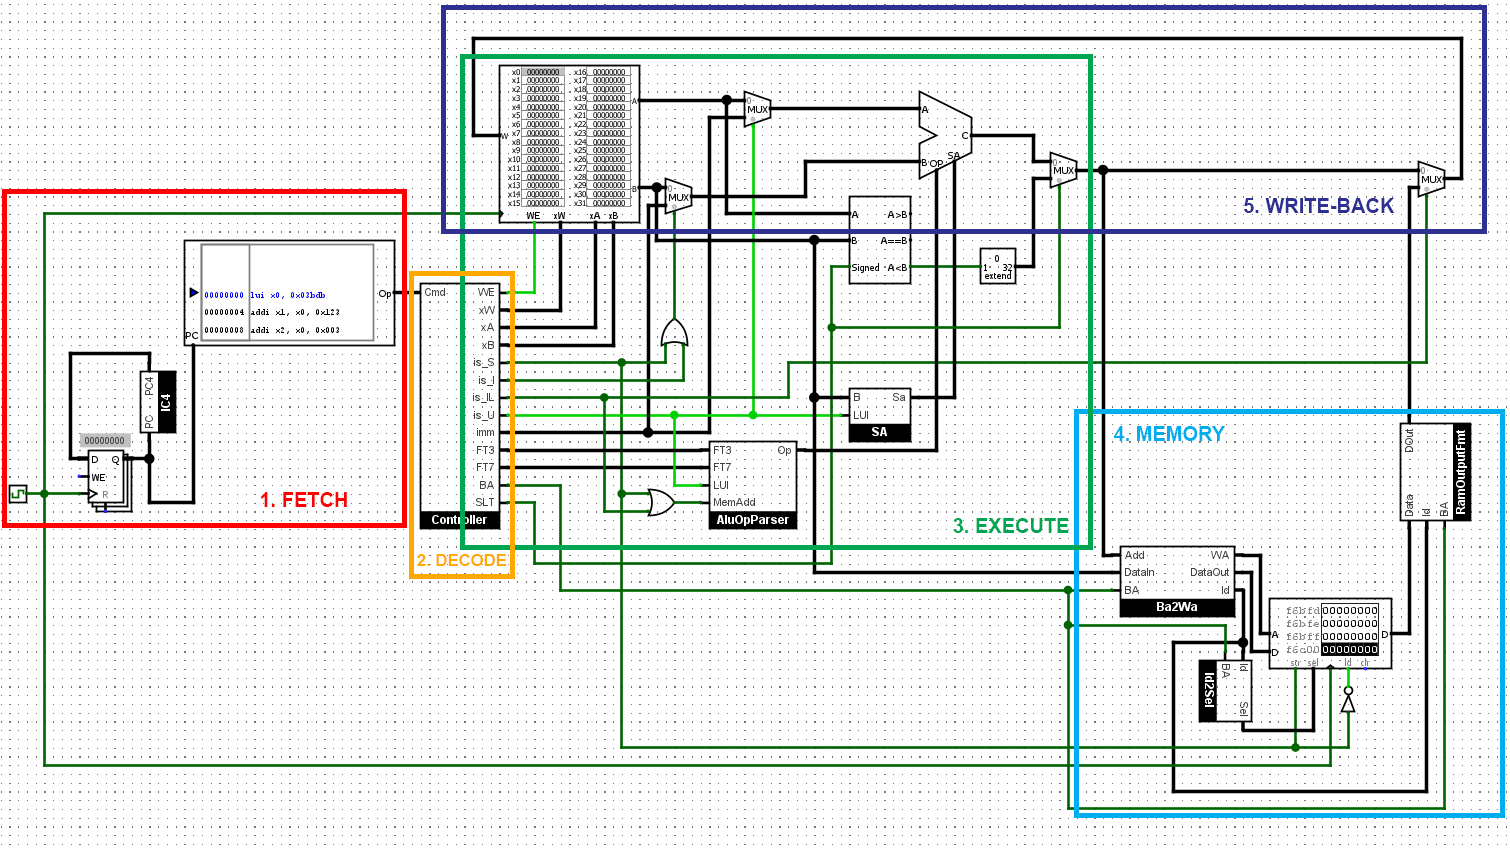 x0 00000000 x16 00000000
x1 00000000 x17 00000000
x2 00000000 x18 00000000
x3 00000000 x19 00000000
x4 00000000 x20 00000000
x5 00000000 x21 00000000
x6 00000000 x22 00000000
x7 00000000 x23 00000000
x8 00000000 x24 00000000
x9 00000000 x25 00000000
x10 00000000 x26 00000000
x11 00000000 x27 00000000
x12 00000000 x28 00000000
x13 00000000 x29 00000000
x14 00000000 x30 00000000
x15 00000000 x31 00000000
W
A
B
WE xW xA xB
0
MUX
0
MUX
A
B
OP
SA
C
0
MUX
0
MUX
5. WRITE-BACK
A A>B
B A==B
Signed A<B
0
1 32
extend
00000000 lui x0, 0x03bdb
00000004 addi x1, x0, 0x123
00000008 addi x2, x0, 0x003
Op
PC
PC4
PC
IC4
00000000
D Q
WE
R
1. FETCH
Cmd WE
xW
xA
xB
is_S
is_I
is_IL
is_U
imm
FT3
FT7
BA
SLT
Controller
2. DECODE
B Sa
LUI
SA
FT3 Op
FT7
LUI
MemAdd
AluOpParser
3. EXECUTE
4. MEMORY
DOut
Data
Id
BA
RamOutputFmt
Add WA
DataIn DataOut
BA Id
Ba2Wa
BA
Id
Sel
Id2Sel
f6bfd 00000000
f6bfe 00000000
f6bff 00000000
f6c00 00000000
A
D
D
str sel ld clr